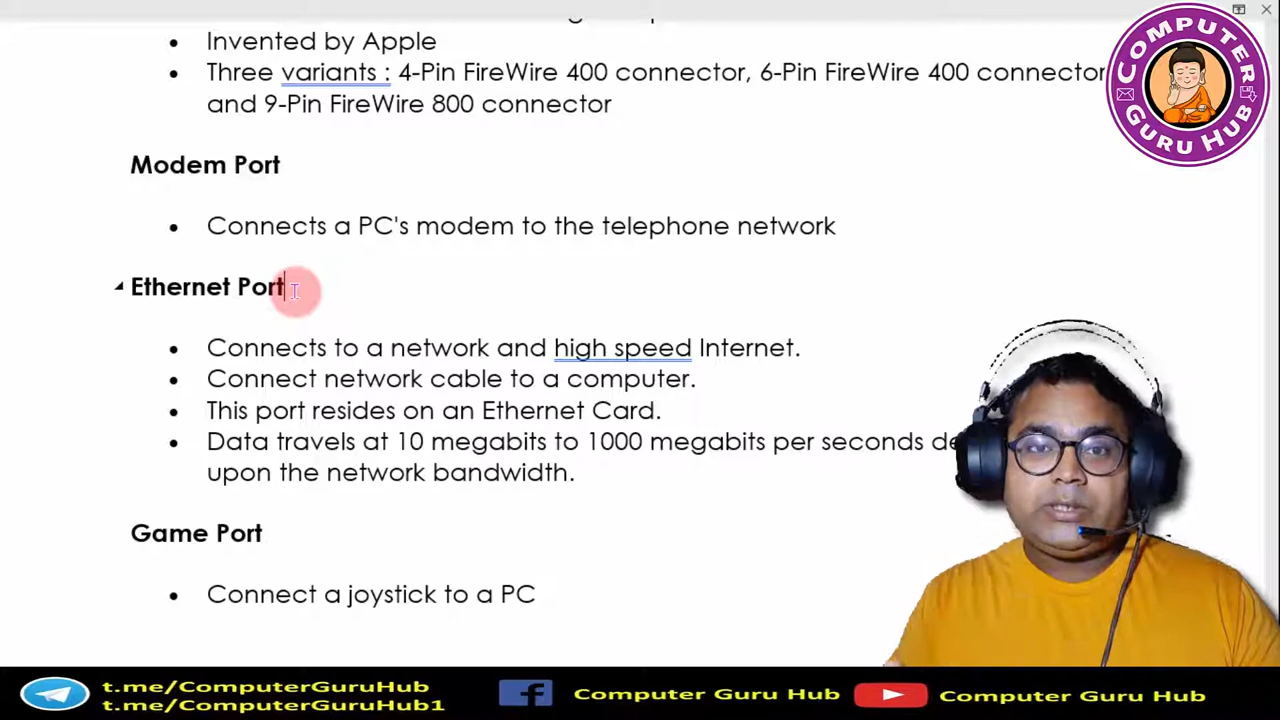 Invented by Apple
Three variants : 4-Pin FireWire 400 connector, 6-Pin FireWire 400 connector
and 9-Pin FireWire 800 connector
Modem Port
Connects a PC's modem to the telephone network
Ethernet Port
Connects to a network and high speed Internet.
Connect network cable to a computer.
This port resides on an Ethernet Card.
Data travels at 10 megabits to 1000 megabits per seconds
upon the network bandwidth.
Game Port
Connect a joystick to a PC
COMPUTER
GURU HUB
t.me/ComputerGuruHub
t.me/ComputerGuruHub1
Computer Guru Hub
Computer Guru Hub